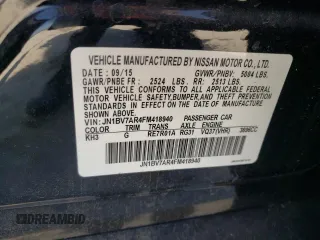 VEHICLE MANUFACTURED BY NISSAN MOTOR CO., LTD.
DATE 09/15 GVWR/PNBV: 5084 LBS.
GAWR/PNBE FR : 2524 LBS. RR : 2513 LBS.
THIS VEHICLE CONFORMS TO ALL APPLICABLE
FEDERAL MOTOR VEHICLE SAFETY, BUMPER,
AND THEFT PREVENTION STANDARDS
IN EFFECT ON THE DATE OF MANUFACTURE
SHOWN ABOVE.
VIN: JN1BV7AR4FM418940 PASSENGER CAR
COLOR TRIM TRANS AXLE ENGINE
KH3 G RE7R01A RG31 VQ37(VHR) 3696CC
JN1BV7AR4FM418940